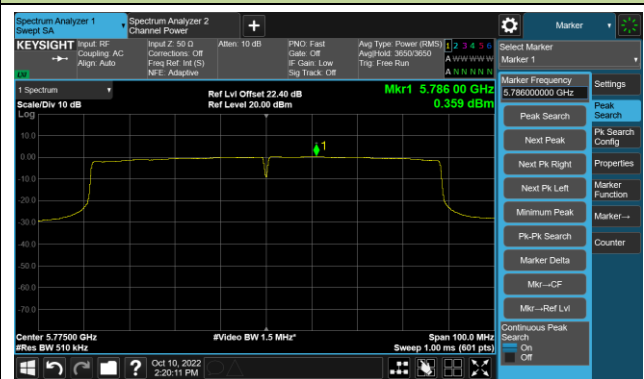 Spectrum Analyzer 1
Swept SA
Spectrum Analyzer 2
Channel Power
Marker
KEYSIGHT
Input: RF
Coupling: AC
Align: Auto
Input Z: 50 Ω
Corrections: Off
Freq Ref: Int (S)
NFE: Adaptive
Atten: 10 dB
PNO: Fast
Gate: Off
IF Gain: Low
Sig Track: Off
Avg Type: Power (RMS)
Avg|Hold: 3650/3650
Trig: Free Run
1 2 3 4 5 6
A W W W W W
A N N N N N
LNI
Select Marker
Marker 1
1 Spectrum
Scale/Div 10 dB
Log
Ref Lvl Offset 22.40 dB
Ref Level 20.00 dBm
Mkr1 5.786 00 GHz
0.359 dBm
10.0
0.00
-10.0
-20.0
-30.0
-40.0
-50.0
-60.0
-70.0
1
Center 5.77500 GHz
#Res BW 510 kHz
#Video BW 1.5 MHz*
Span 100.0 MHz
Sweep 1.00 ms (601 pts)
Marker Frequency
5.786000000 GHz
Peak Search
Next Peak
Next Pk Right
Next Pk Left
Minimum Peak
Pk-Pk Search
Marker Delta
Mkr→CF
Mkr→Ref Lvl
Continuous Peak
Search
On
Off
Settings
Peak
Search
Pk Search
Config
Properties
Marker
Function
Marker→
Counter
Oct 10, 2022
2:20:11 PM